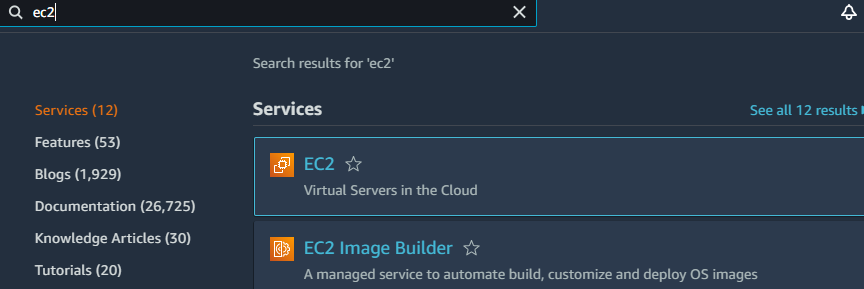 ec2
Search results for 'ec2'
Services (12)
Features (53)
Blogs (1,929)
Documentation (26,725)
Knowledge Articles (30)
Tutorials (20)
Services
See all 12 results
EC2
Virtual Servers in the Cloud
EC2 Image Builder
A managed service to automate build, customize and deploy OS images